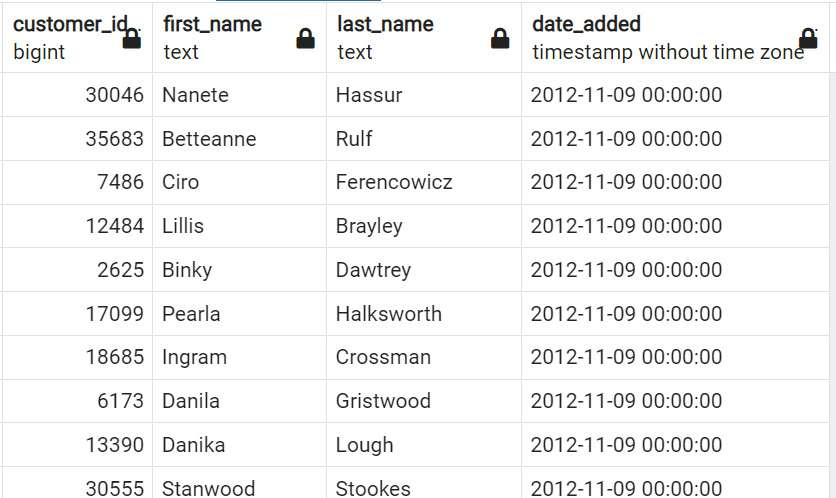 customer_id first_name last_name date_added
bigint text text timestamp without time zone
30046 Nanete Hassur 2012-11-09 00:00:00
35683 Betteanne Rulf 2012-11-09 00:00:00
7486 Ciro Ferencowicz 2012-11-09 00:00:00
12484 Lillis Brayley 2012-11-09 00:00:00
2625 Binky Dawtrey 2012-11-09 00:00:00
17099 Pearla Halksworth 2012-11-09 00:00:00
18685 Ingram Crossman 2012-11-09 00:00:00
6173 Danila Gristwood 2012-11-09 00:00:00
13390 Danika Lough 2012-11-09 00:00:00
30555 Stanwood Stookes 2012-11-09 00:00:00